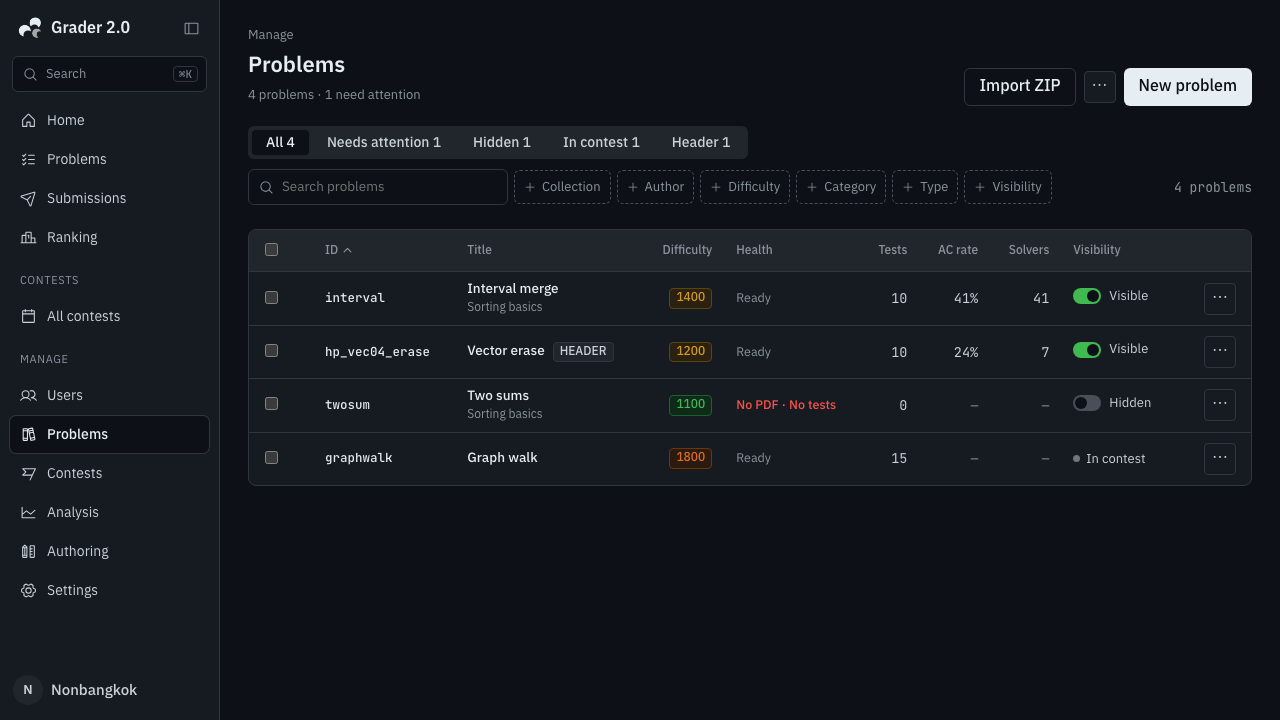 Grader 2.0
Search ⌘K
Home
Problems
Submissions
Ranking
CONTESTS
All contests
MANAGE
Users
Problems
Contests
Analysis
Authoring
Settings
N Nonbangkok
Manage
Problems
4 problems · 1 need attention
Import ZIP ··· New problem
All 4 Needs attention 1 Hidden 1 In contest 1 Header 1
Search problems + Collection + Author + Difficulty + Category + Type + Visibility 4 problems
ID Title Difficulty Health Tests AC rate Solvers Visibility
interval Interval merge 1400 Ready 10 41% 41 Visible ···
Sorting basics
hp_vec04_erase Vector erase HEADER 1200 Ready 10 24% 7 Visible ···
twosum Two sums 1100 No PDF · No tests 0 – – Hidden ···
Sorting basics
graphwalk Graph walk 1800 Ready 15 – – In contest ···